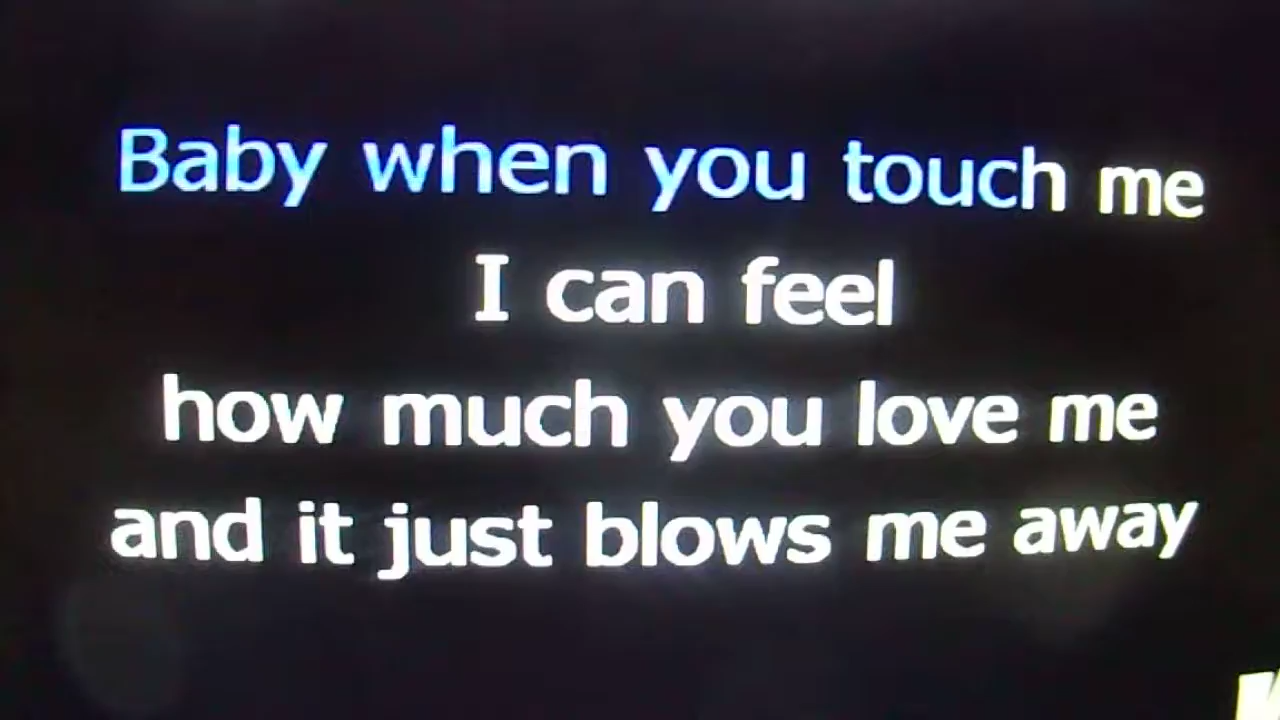 Baby when you touch me
I can feel
how much you love me
and it just blows me away